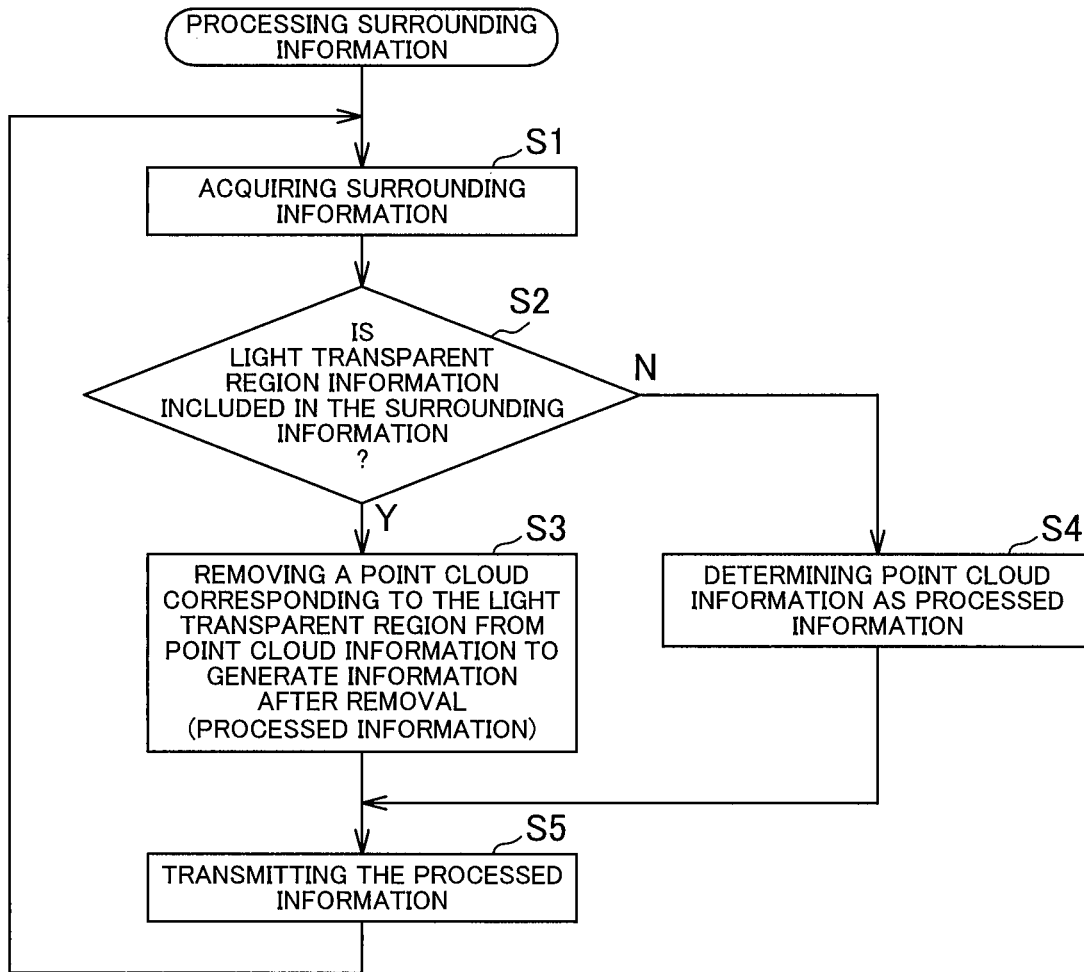 PROCESSING SURROUNDING
INFORMATION
S1
ACQUIRING SURROUNDING
INFORMATION
S2
IS
LIGHT TRANSPARENT
REGION INFORMATION
INCLUDED IN THE SURROUNDING
INFORMATION
?
N
Y
S3
REMOVING A POINT CLOUD
CORRESPONDING TO THE LIGHT
TRANSPARENT REGION FROM
POINT CLOUD INFORMATION TO
GENERATE INFORMATION
AFTER REMOVAL
(PROCESSED INFORMATION)
S4
DETERMINING POINT CLOUD
INFORMATION AS PROCESSED
INFORMATION
S5
TRANSMITTING THE PROCESSED
INFORMATION